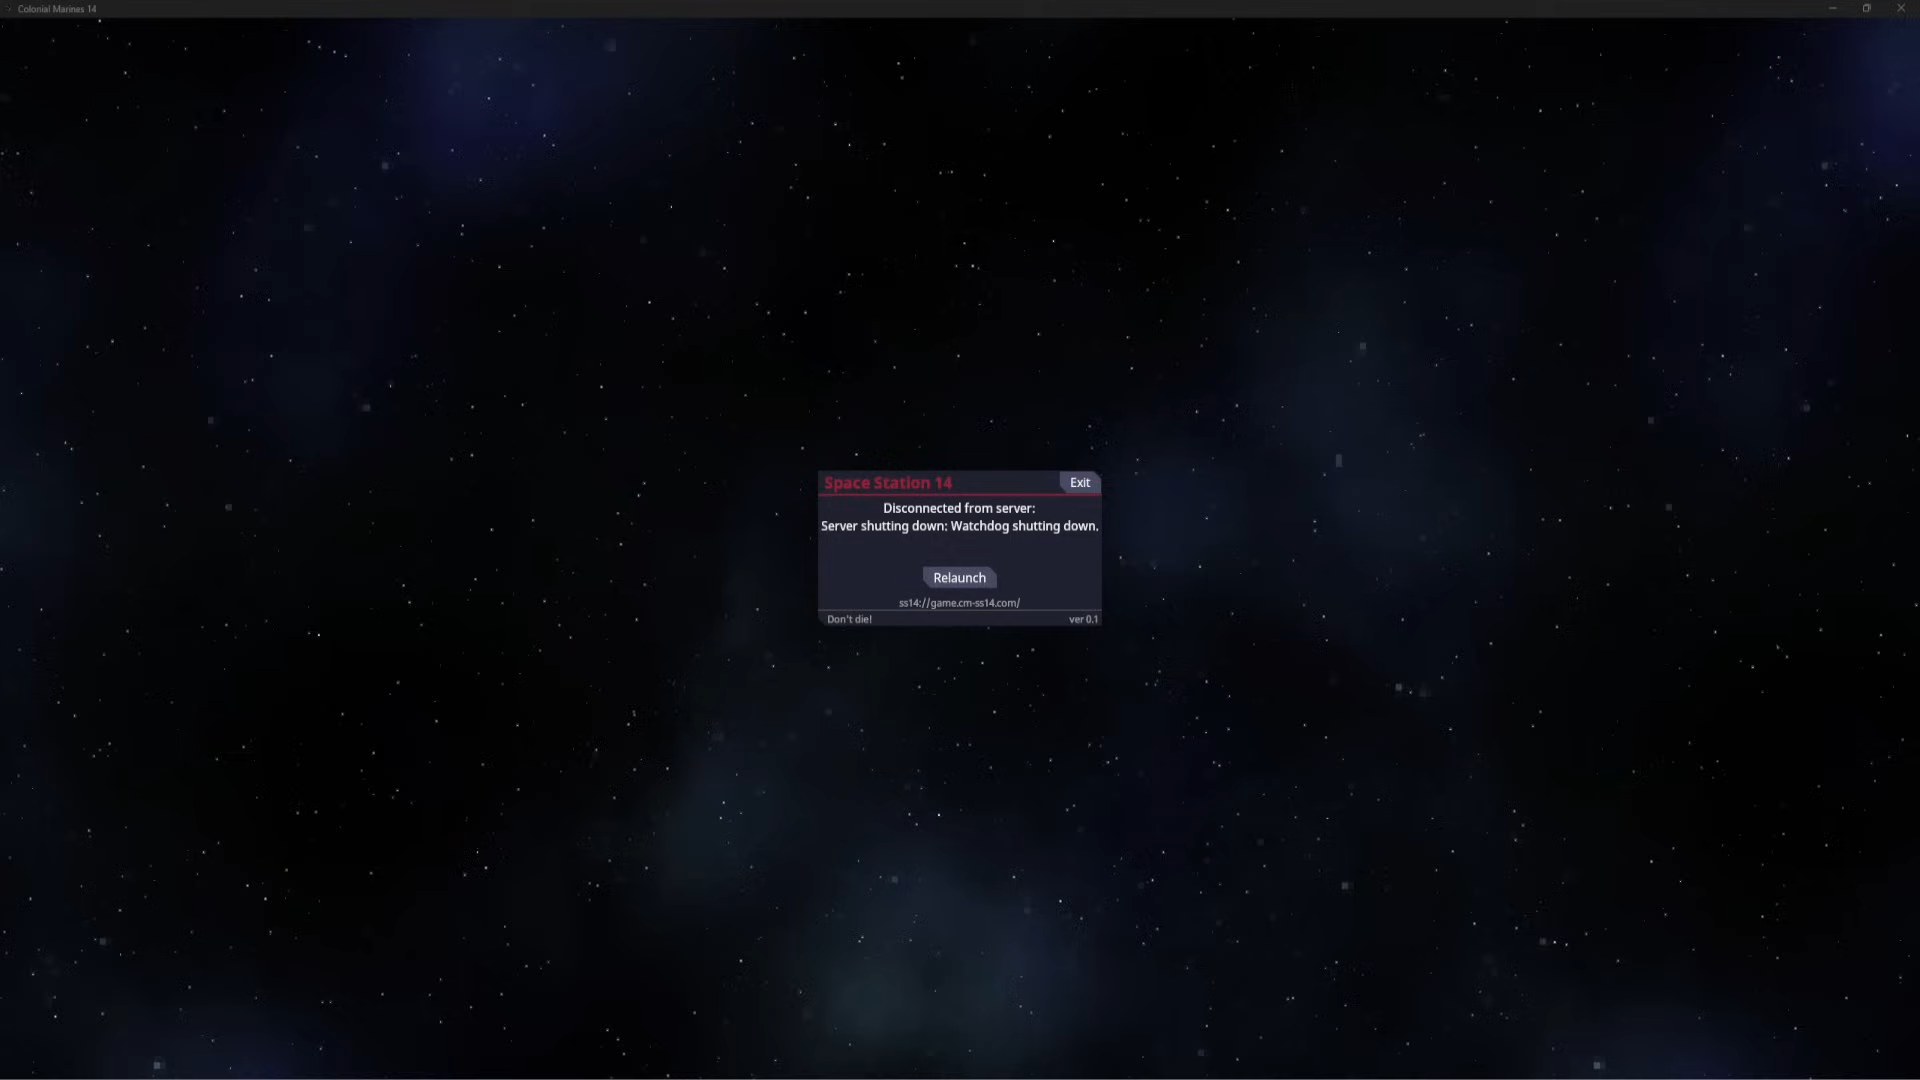 Colonial Marines 14
Space Station 14
Exit
Disconnected from server:
Server shutting down: Watchdog shutting down.
Relaunch
ss14://game.cm-ss14.com/
Don't die!
ver 0.1